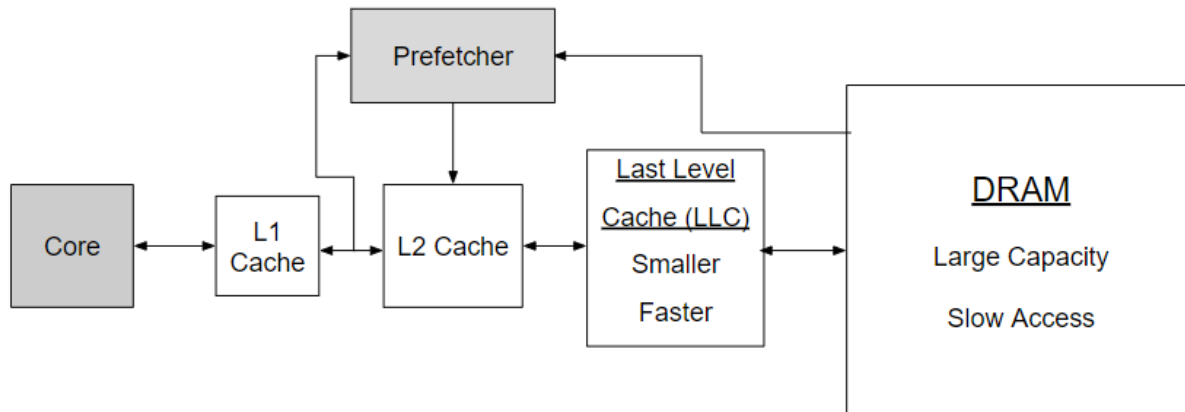 Prefetcher
Core
L1
Cache
L2 Cache
Last Level
Cache (LLC)
Smaller
Faster
DRAM
Large Capacity
Slow Access